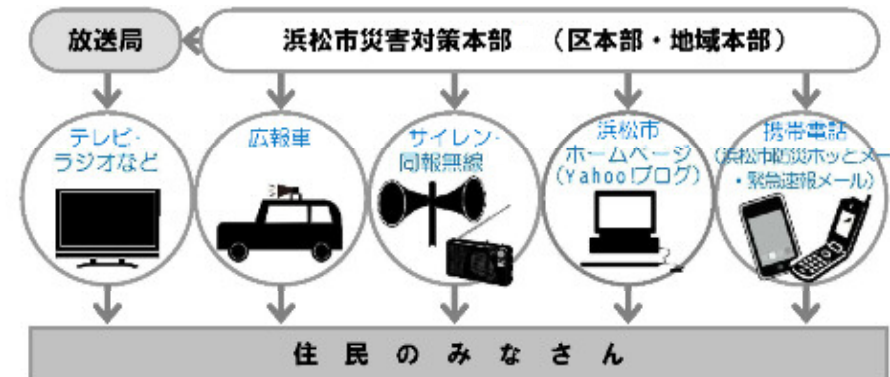 放送局
浜松市災害対策本部 （区本部・地域本部）
テレビ・
ラジオなど
広報車
サイレン・
同報無線
浜松市
ホームページ
(Yahoo!ブログ)
携帯電話
(浜松市防災ホッとメール
・緊急速報メール)
住民のみなさん